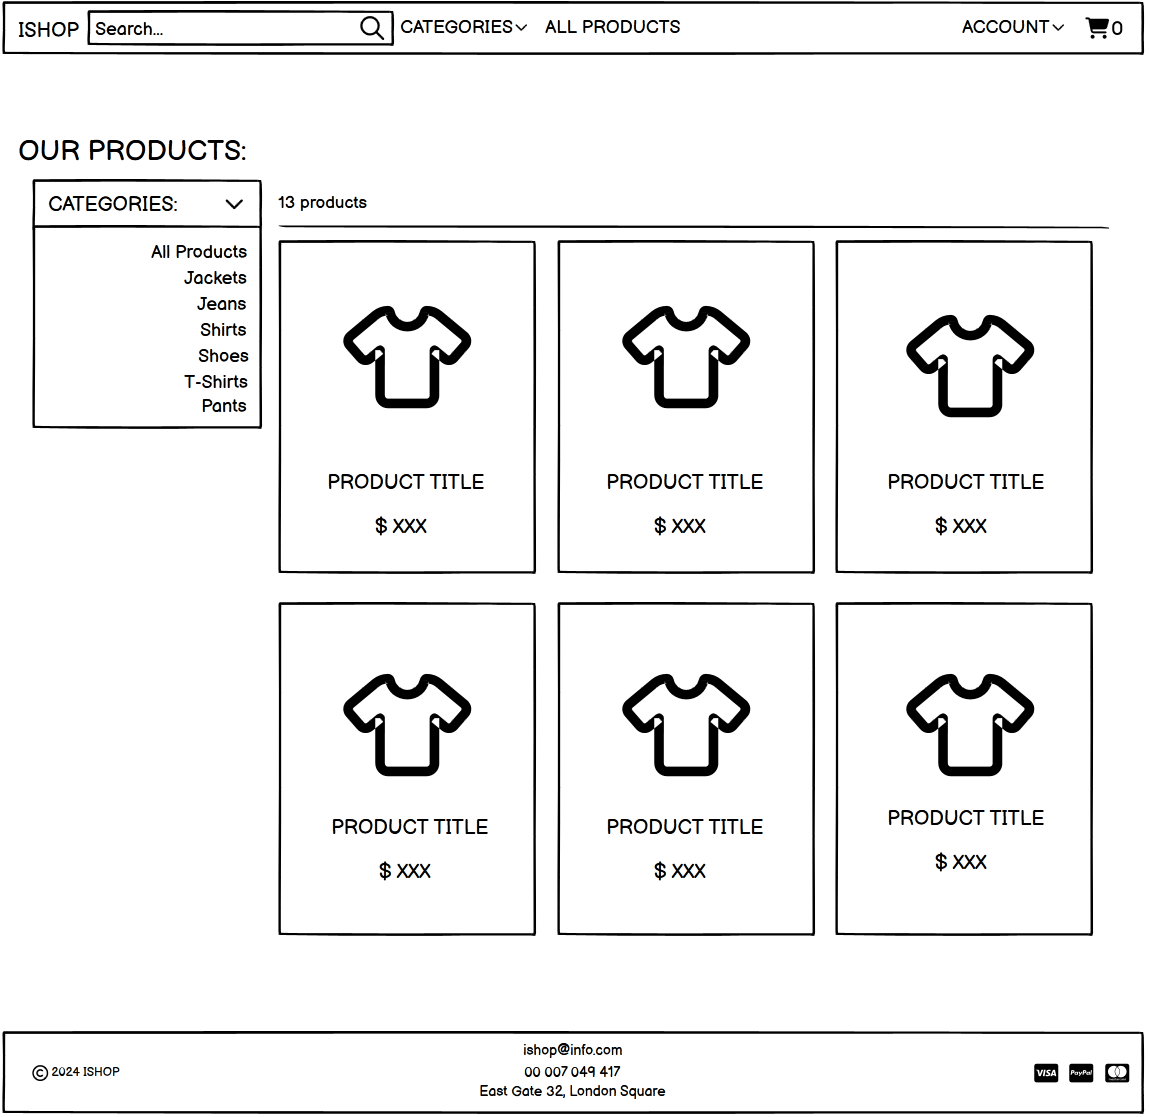 ISHOP Search... CATEGORIES ALL PRODUCTS ACCOUNT 0
OUR PRODUCTS:
CATEGORIES:
All Products
Jackets
Jeans
Shirts
Shoes
T-Shirts
Pants
13 products
PRODUCT TITLE PRODUCT TITLE PRODUCT TITLE
$ XXX $ XXX $ XXX
PRODUCT TITLE PRODUCT TITLE PRODUCT TITLE
$ XXX $ XXX $ XXX
ishop@info.com
© 2024 ISHOP 00 007 049 417 VISA PayPal
East Gate 32, London Square